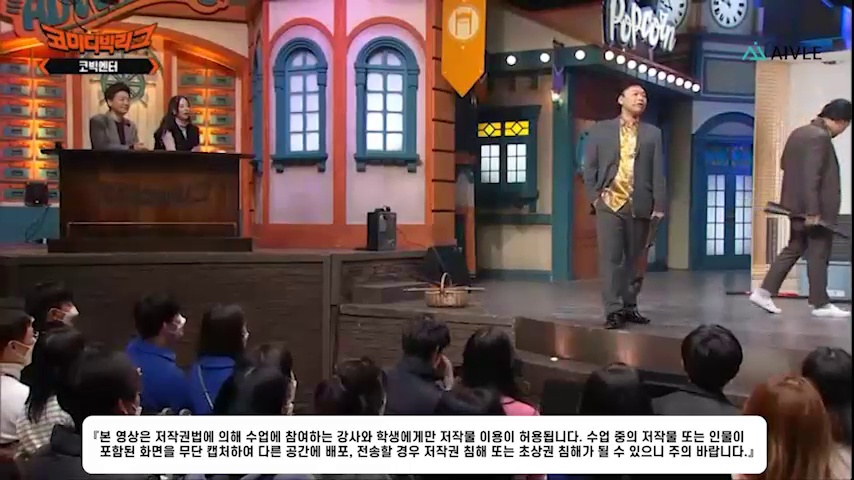 코미디빅리그
코빅엔터
POPCORN
AIVLE
『본 영상은 저작권법에 의해 수업에 참여하는 강사와 학생에게만 저작물 이용이 허용됩니다. 수업 중의 저작물 또는 인물이
포함된 화면을 무단 캡처하여 다른 공간에 배포, 전송할 경우 저작권 침해 또는 초상권 침해가 될 수 있으니 주의 바랍니다.』